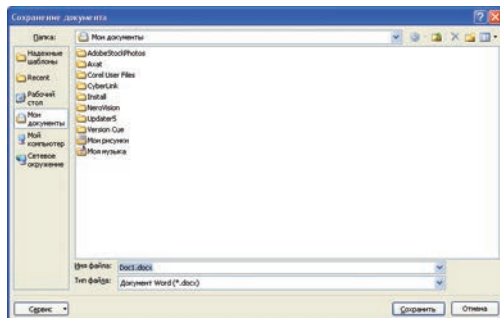 Сохранение документа
Папка:
Мои документы
Надежные
шаблоны
Recent
Рабочий
стол
Мои
документы
Мой
компьютер
Сетевое
окружение
AdobeStockPhotos
Axat
Corel User Files
CyberLink
Install
NeroVision
Updater5
Version Cue
Мои рисунки
Моя музыка
Имя файла:
Doc1.docx
Тип файла:
Документ Word (*.docx)
Сервис
Сохранить
Отмена